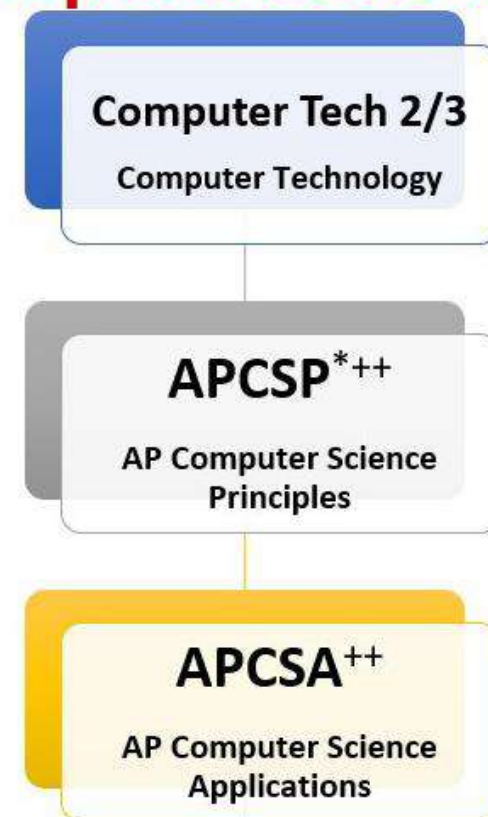 Computer Tech 2/3
Computer Technology
APCSP*++
AP Computer Science
Principles
APCSA++
AP Computer Science
Applications